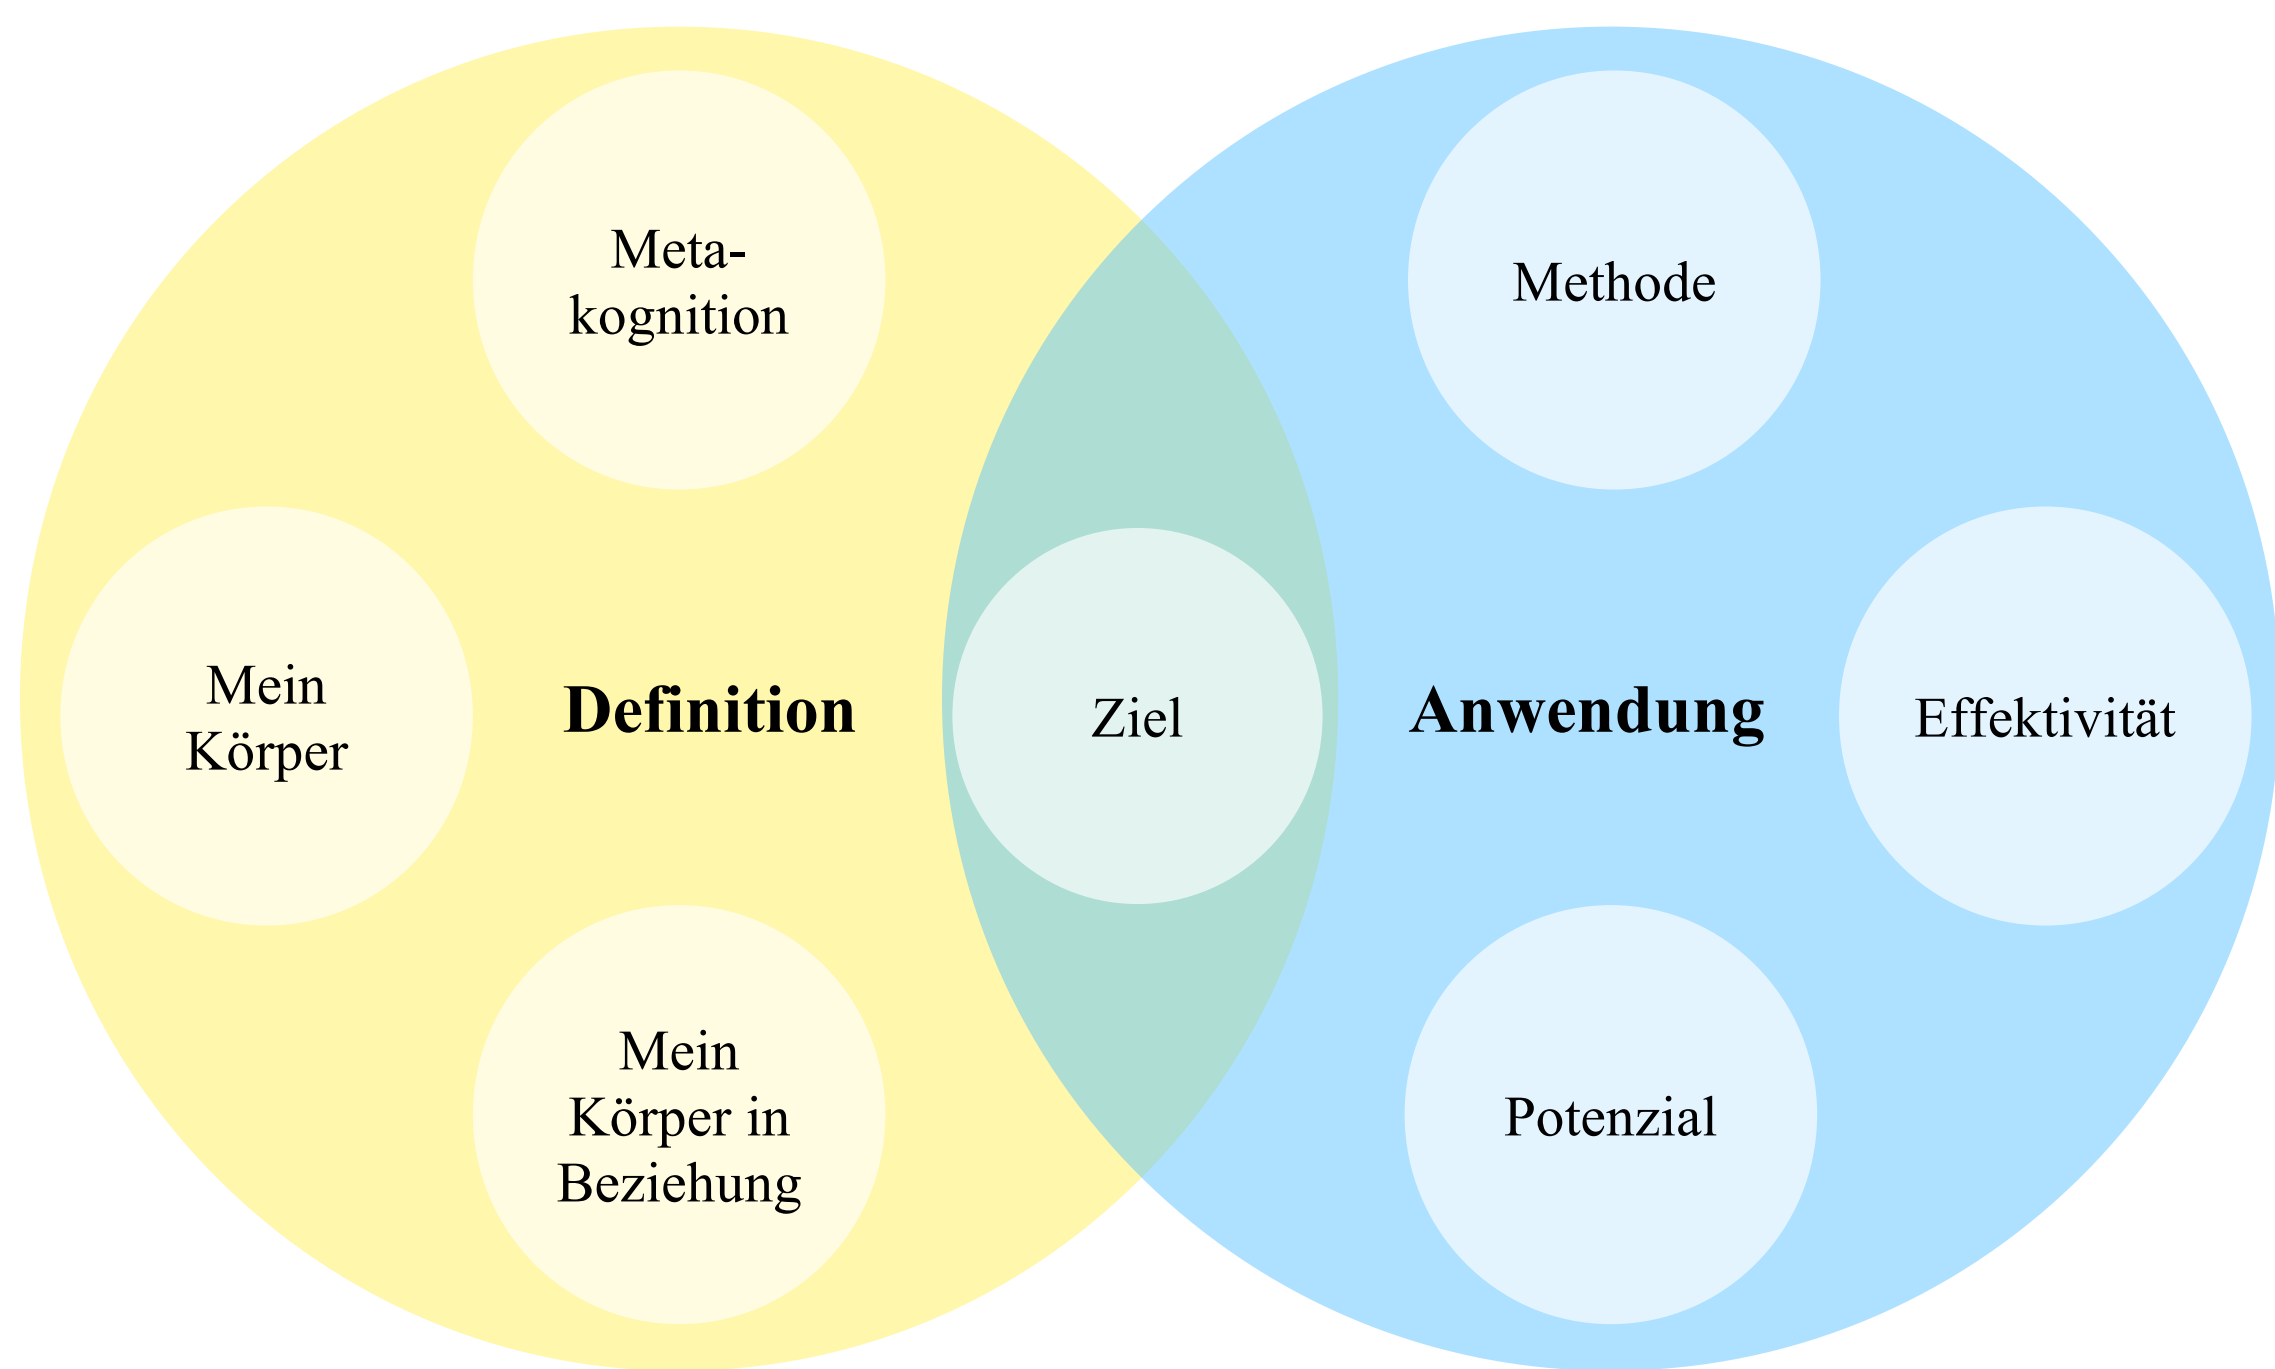 Meta-
kognition
Mein
Körper
Definition
Mein
Körper in
Beziehung
Ziel
Methode
Anwendung
Effektivität
Potenzial